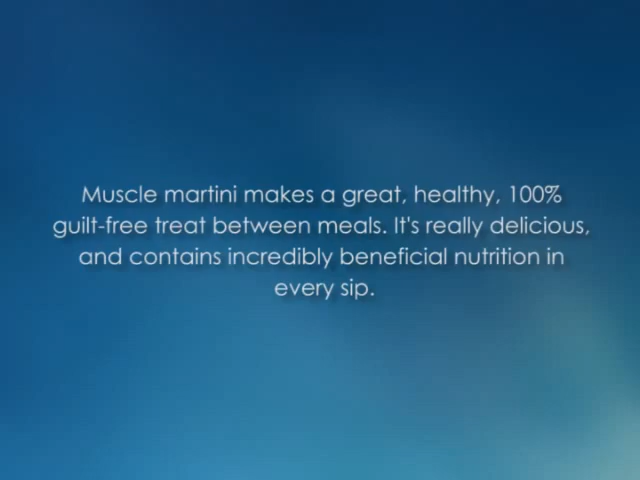 Muscle martini makes a great, healthy, 100%
guilt-free treat between meals. It's really delicious,
and contains incredibly beneficial nutrition in
every sip.